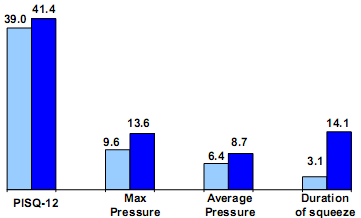 39.0 41.4
9.6 13.6
6.4 8.7
3.1 14.1
PISQ-12
Max
Pressure
Average
Pressure
Duration
of squeeze